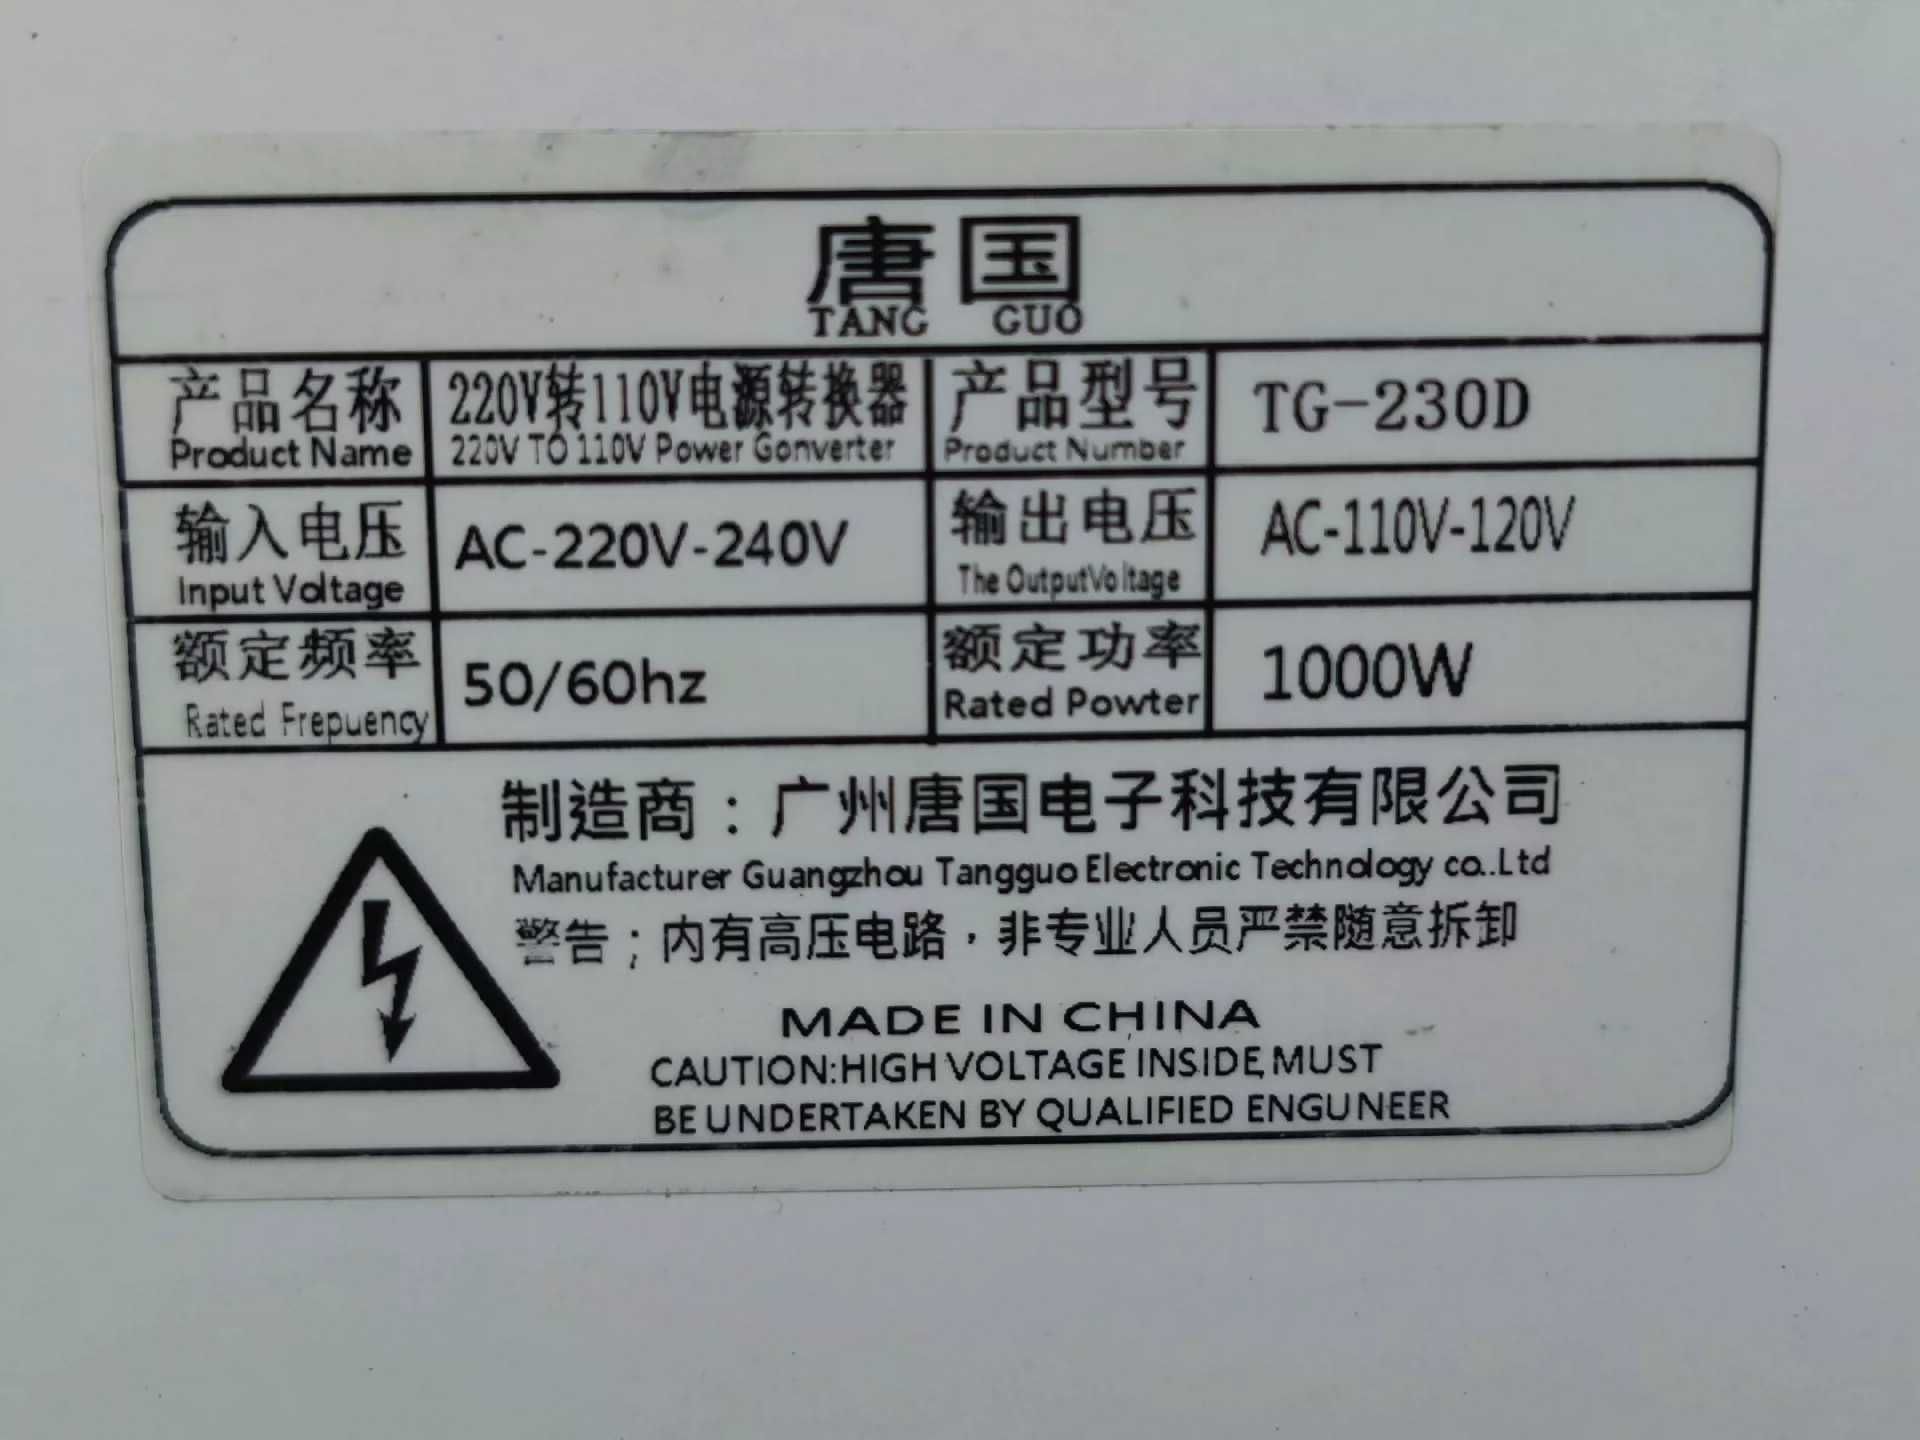 唐国
TANG GUO
产品名称 220V转110V电源转换器 产品型号 TG-230D
Product Name 220V TO 110V Power Gonverter Product Number
输入电压 AC-220V-240V 输出电压 AC-110V-120V
Input Voltage The OutputVoltage
额定频率 50/60hz 额定功率 1000W
Rated Frepuency Rated Powter
制造商：广州唐国电子科技有限公司
Manufacturer Guangzhou Tangguo Electronic Technology co..Ltd
警告；内有高压电路，非专业人员严禁随意拆卸
MADE IN CHINA
CAUTION:HIGH VOLTAGE INSIDE,MUST
BE UNDERTAKEN BY QUALIFIED ENGUNEER